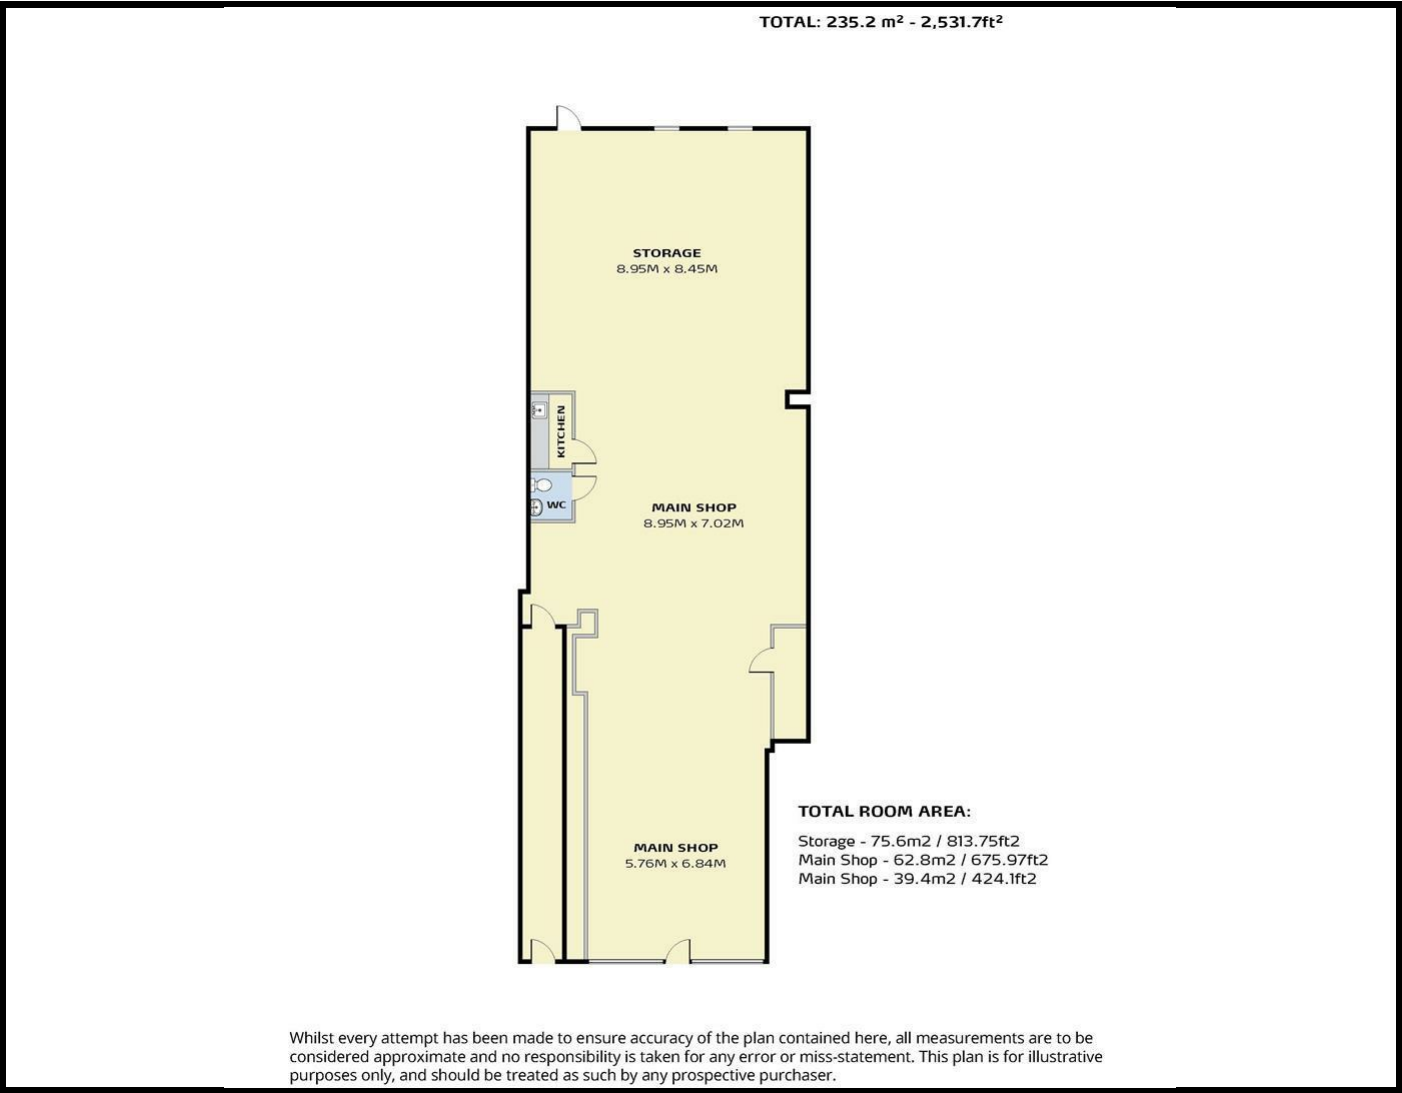 TOTAL: 235.2 m² - 2,531.7ft²
STORAGE
8.95M x 8.45M
KITCHEN
WC
MAIN SHOP
8.95M x 7.02M
MAIN SHOP
5.76M x 6.84M
TOTAL ROOM AREA:
Storage - 75.6m2 / 813.75ft2
Main Shop - 62.8m2 / 675.97ft2
Main Shop - 39.4m2 / 424.1ft2
Whilst every attempt has been made to ensure accuracy of the plan contained here, all measurements are to be
considered approximate and no responsibility is taken for any error or miss-statement. This plan is for illustrative
purposes only, and should be treated as such by any prospective purchaser.